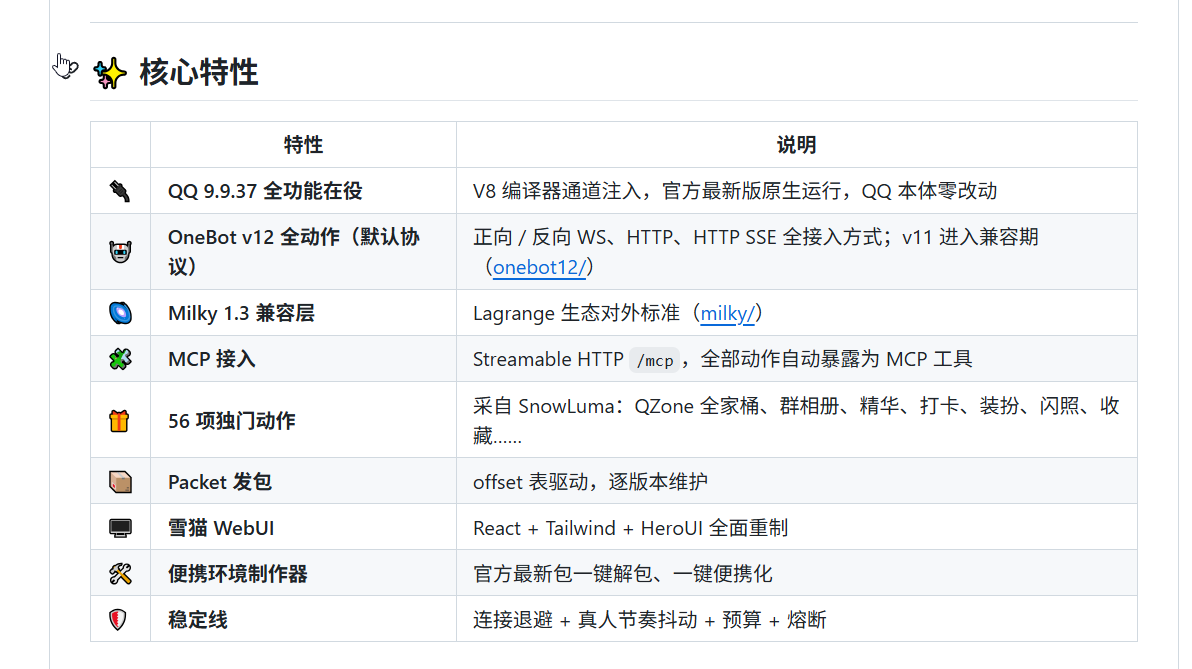 核心特性
特性 说明
QQ 9.9.37 全功能在役 V8 编译器通道注入，官方最新版原生运行，QQ 本体零改动
OneBot v12 全动作（默认协 正向 / 反向 WS、HTTP、HTTP SSE 全接入方式；v11 进入兼容期
议） （onebot12/）
Milky 1.3 兼容层 Lagrange 生态对外标准（milky/）
MCP 接入 Streamable HTTP /mcp，全部动作自动暴露为 MCP 工具
56 项独门动作 采自 SnowLuma：QZone 全家桶、群相册、精华、打卡、装扮、闪照、收
藏……
Packet 发包 offset 表驱动，逐版本维护
雪猫 WebUI React + Tailwind + HeroUI 全面重制
便携环境制作器 官方最新包一键解包、一键便携化
稳定线 连接退避 + 真人节奏抖动 + 预算 + 熔断